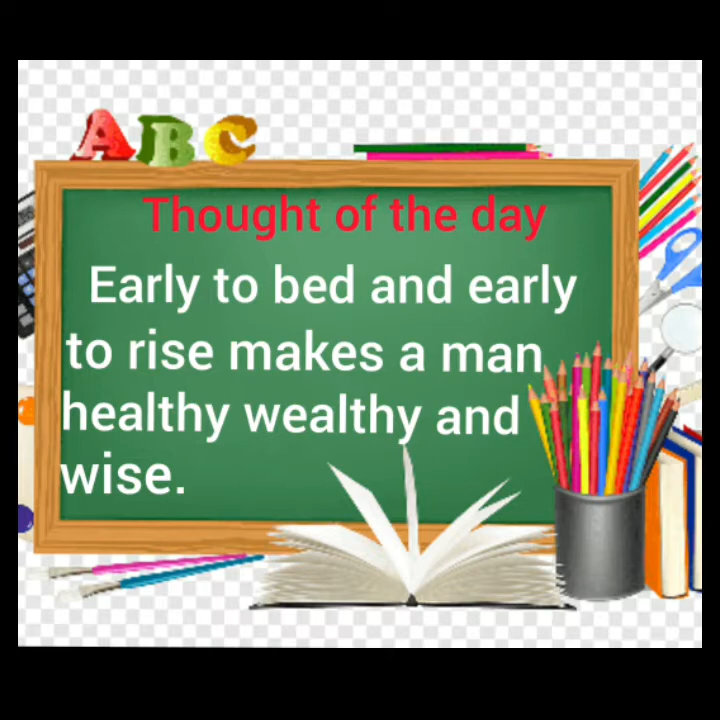 ABC
Thought of the day
Early to bed and early
to rise makes a man
healthy wealthy and
wise.